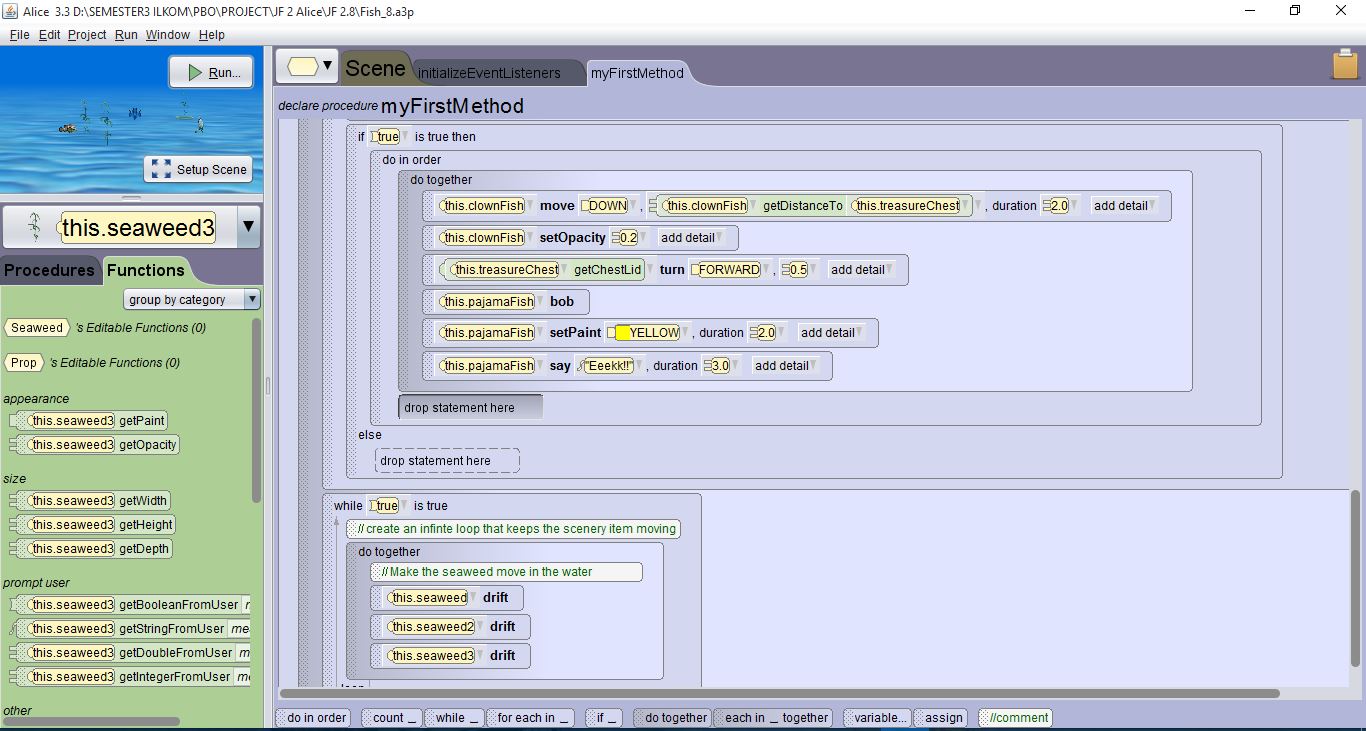 Alice 3.3 D:\SEMESTER3 ILKOM\PBO\PROJECT\JF 2 Alice\JF 2.8\Fish_8.a3p
File Edit Project Run Window Help
Run...
Setup Scene
this.seaweed3
Procedures Functions
group by category
Seaweed 's Editable Functions (0)
Prop 's Editable Functions (0)
appearance
this.seaweed3 getPaint
this.seaweed3 getOpacity
size
this.seaweed3 getWidth
this.seaweed3 getHeight
this.seaweed3 getDepth
prompt user
this.seaweed3 getBooleanFromUser
this.seaweed3 getStringFromUser
this.seaweed3 getDoubleFromUser
this.seaweed3 getIntegerFromUser
other
Scene initializeEventListeners myFirstMethod
declare procedure myFirstMethod
if true is true then
do in order
do together
this.clownFish move DOWN , this.clownFish getDistanceTo this.treasureChest , duration 2.0 add detail
this.clownFish setOpacity 0.2 add detail
this.treasureChest getChestLid turn FORWARD , 0.5 add detail
this.pajamaFish bob
this.pajamaFish setPaint YELLOW , duration 2.0 add detail
this.pajamaFish say "Eeekk!!" , duration 3.0 add detail
drop statement here
else
drop statement here
while true is true
// create an infinte loop that keeps the scenery item moving
do together
// Make the seaweed move in the water
this.seaweed drift
this.seaweed2 drift
this.seaweed3 drift
do in order count _ while _ for each in _ if _ do together each in _ together variable... assign //comment